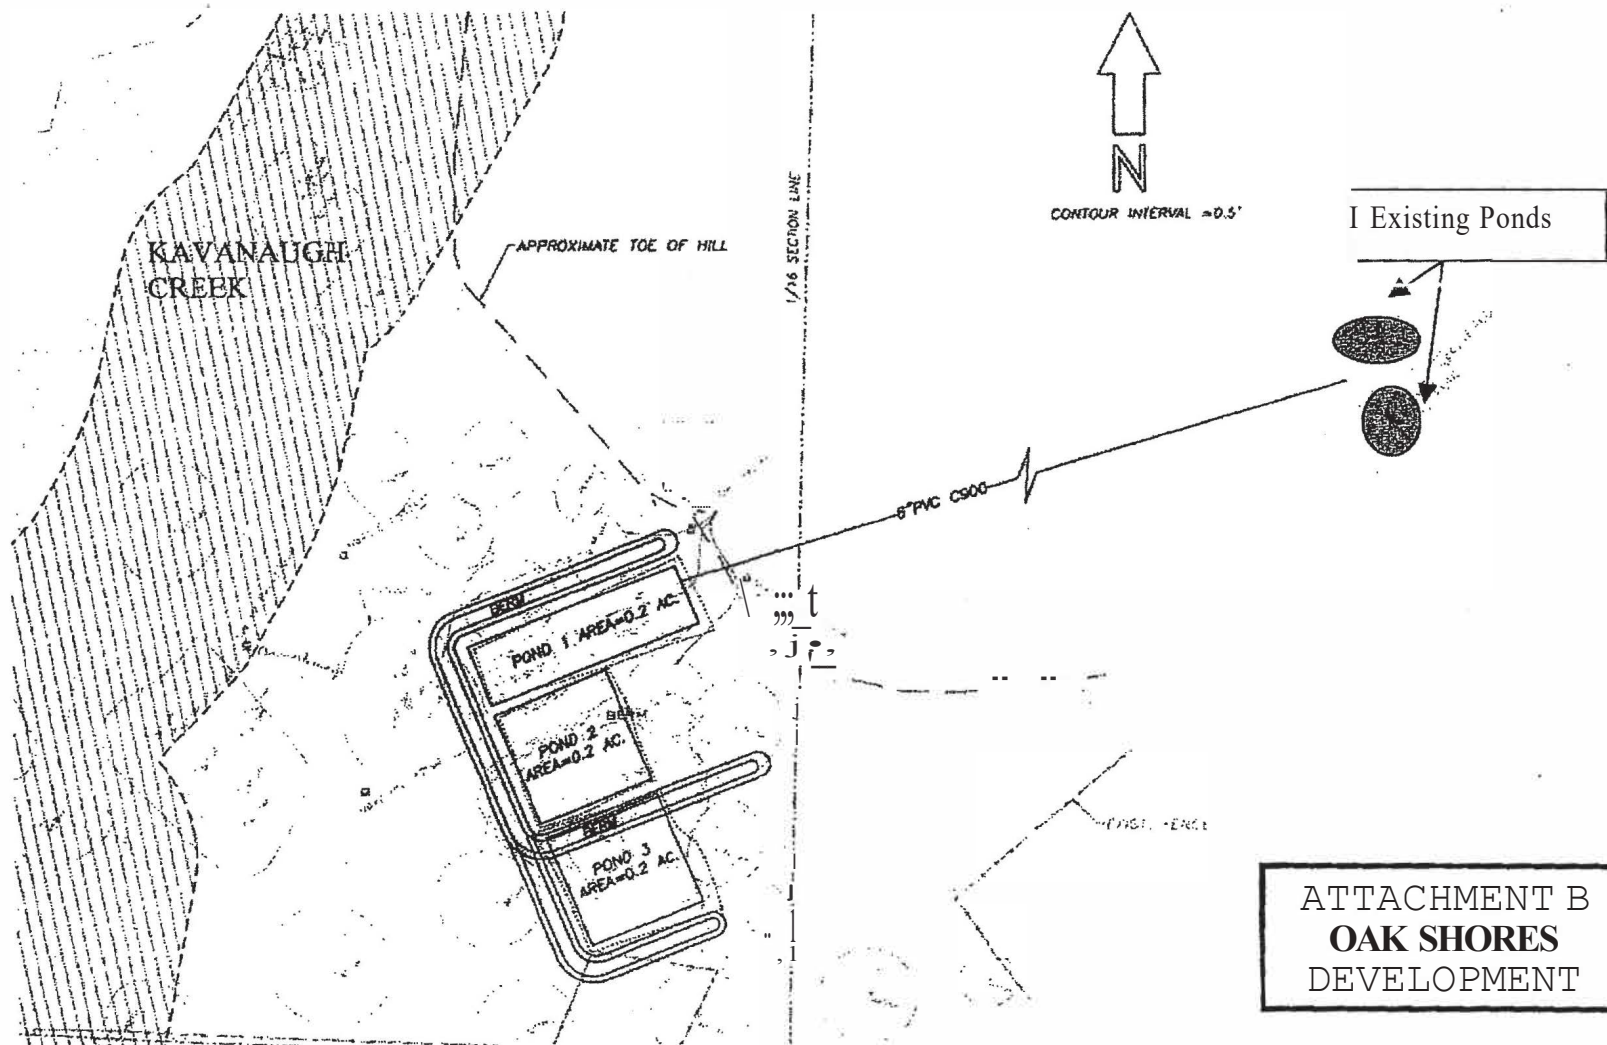 KAVANAUGH
CREEK
APPROXIMATE TOE OF HILL
1/16 SECTION LINE
N
CONTOUR INTERVAL =0.5'
I Existing Ponds
6"PVC C900
BERM
POND 1 AREA=0.2 AC.
BERM
POND 2
AREA=0.2 AC.
BERM
POND 3
AREA=0.2 AC.
ATTACHMENT B
OAK SHORES
DEVELOPMENT